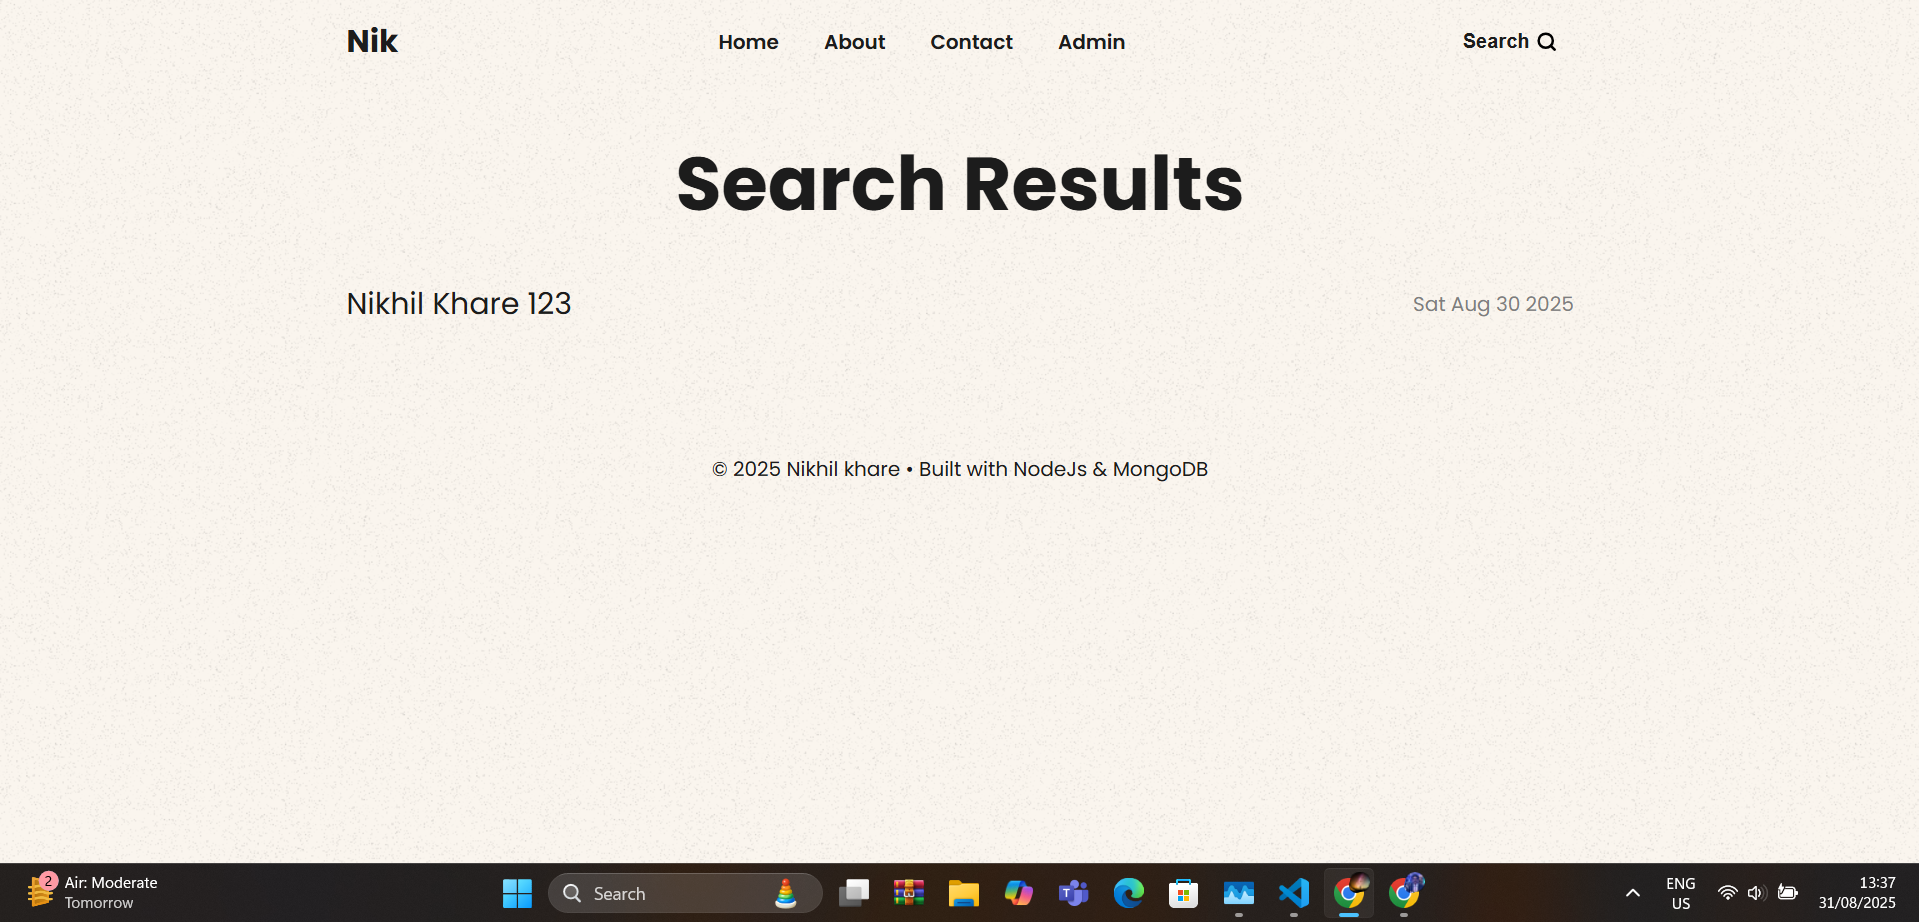 Nik
Home About Contact Admin
Search
Search Results
Nikhil Khare 123
Sat Aug 30 2025
© 2025 Nikhil khare • Built with NodeJs & MongoDB
2
Air: Moderate
Tomorrow
Search
T
ENG
US
13:37
31/08/2025